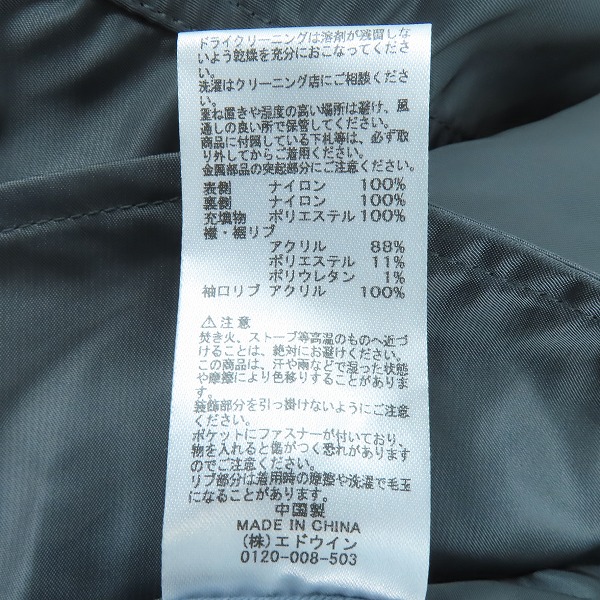 ドライクリーニングは溶剤が残留しな
いよう乾燥を充分におこなってくださ
い。
洗濯はクリーニング店にご相談くださ
い。
重ね置きや湿度の高い場所は避け、風
通しの良い所で保管してください。
商品に付属している下札等は、必ず取
り外してからご着用ください。
金属部品の突起部分にご注意ください。
表側 ナイロン 100%
裏側 ナイロン 100%
充填物 ポリエステル 100%
襟・裾リブ
アクリル 88%
ポリエステル 11%
ポリウレタン 1%
袖口リブ アクリル 100%
⚠注意
焚き火、ストーブ等高温のものへ近づ
けることは、絶対にお避けください。
この商品は、汗や雨などで湿った状態
や摩擦により色移りすることがありま
す。
装飾部分を引っ掛けないようにご注意
ください。
ポケットにファスナーが付いており、
物を入れると傷がつく恐れがあります
のでご注意ください。
リブ部分は着用時の摩擦や洗濯で毛玉
になることがあります。
中国製
MADE IN CHINA
(株)エドウイン
0120-008-503